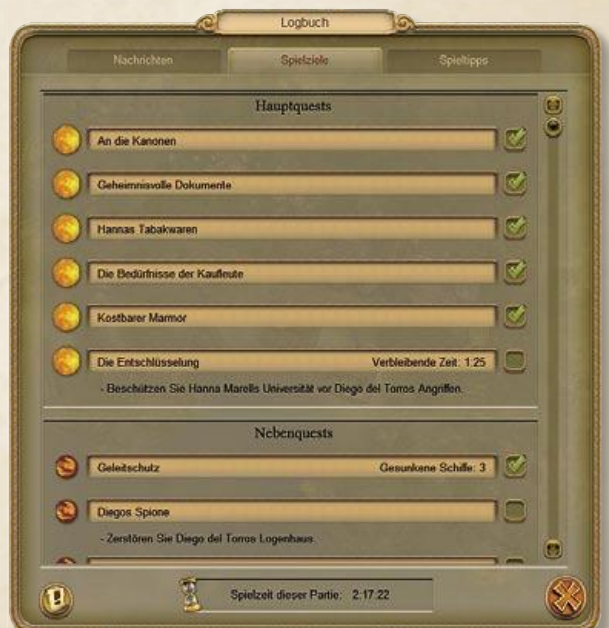 Logbuch
Nachrichten Spielziele Spieltipps
Hauptquests
An die Kanonen
Geheimnisvolle Dokumente
Hannas Tabakwaren
Die Bedürfnisse der Kaufleute
Kostbarer Marmor
Die Entschlüsselung Verbleibende Zeit: 1:25
- Beschützen Sie Hanna Marells Universität vor Diego del Torros Angriffen.
Nebenquests
Geleitschutz Gesunkene Schiffe: 3
Diegos Spione
- Zerstören Sie Diego del Torros Logenhaus.
Spielzeit dieser Partie: 2:17:22